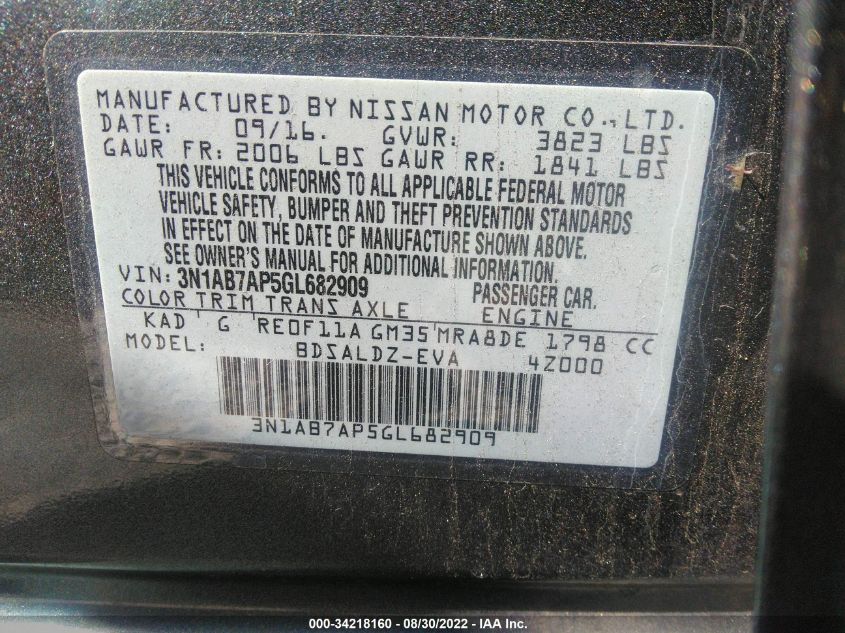 MANUFACTURED BY NISSAN MOTOR CO., LTD.
DATE: 09/16. GVWR: 3823 LBS
GAWR FR: 2006 LBS GAWR RR: 1841 LBS
THIS VEHICLE CONFORMS TO ALL APPLICABLE FEDERAL MOTOR
VEHICLE SAFETY, BUMPER AND THEFT PREVENTION STANDARDS
IN EFFECT ON THE DATE OF MANUFACTURE SHOWN ABOVE.
SEE OWNER'S MANUAL FOR ADDITIONAL INFORMATION.
VIN: 3N1AB7AP5GL682909 PASSENGER CAR.
COLOR TRIM TRANS AXLE ENGINE
KAD G RE0F11A GM35 MRA8DE 1798 CC
MODEL: BDSALDZ-EVA 4Z000
3N1AB7AP5GL682909
000-34218160 - 08/30/2022 - IAA Inc.